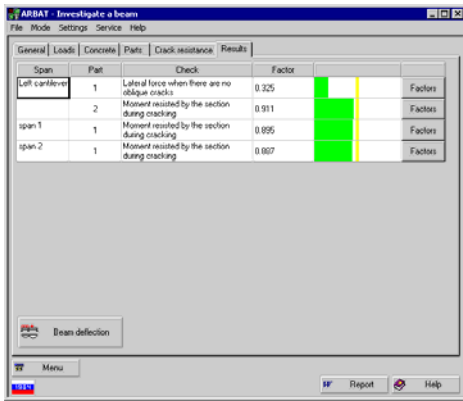 ARBAT - Investigate a beam
File Mode Settings Service Help
General Loads Concrete Parts Crack resistance Results
Span Part Check Factor
Left cantilever 1 Lateral force when there are no oblique cracks 0.325 Factors
2 Moment resisted by the section during cracking 0.911 Factors
span 1 1 Moment resisted by the section during cracking 0.895 Factors
span 2 1 Moment resisted by the section during cracking 0.887 Factors
Beam deflection
Menu
Report Help